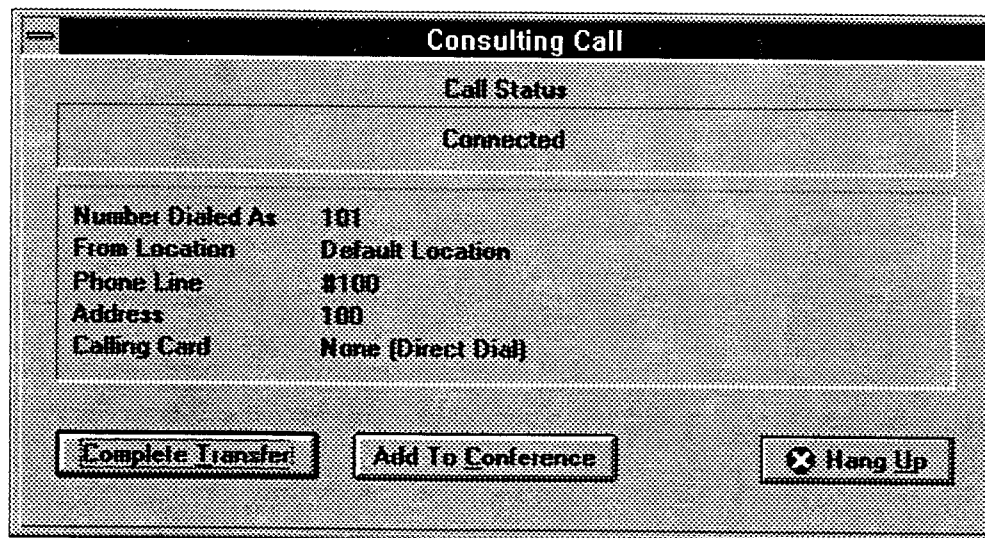 Consulting Call
Call Status
Connected
Number Dialed As 101
From Location Default Location
Phone Line #100
Address 100
Calling Card None (Direct Dial)
Complete Transfer Add To Conference Hang Up